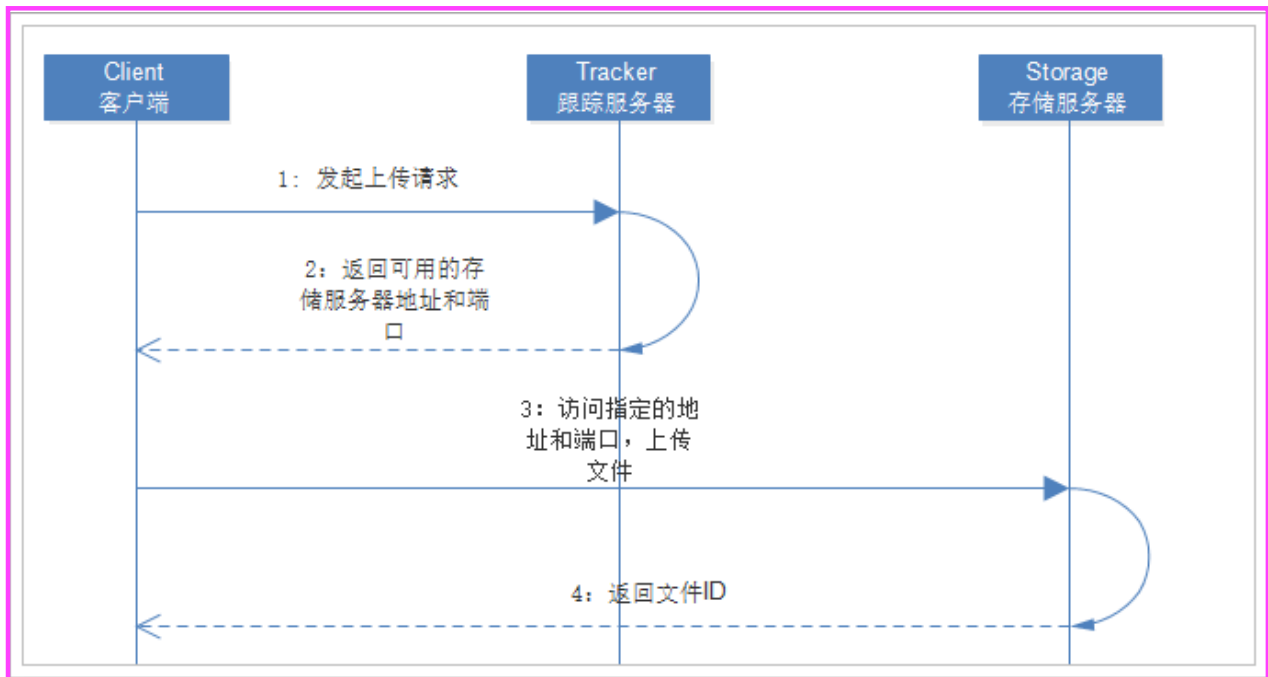 Client
客户端
Tracker
跟踪服务器
Storage
存储服务器
1: 发起上传请求
2：返回可用的存
储服务器地址和端
口
3：访问指定的地
址和端口，上传
文件
4：返回文件ID